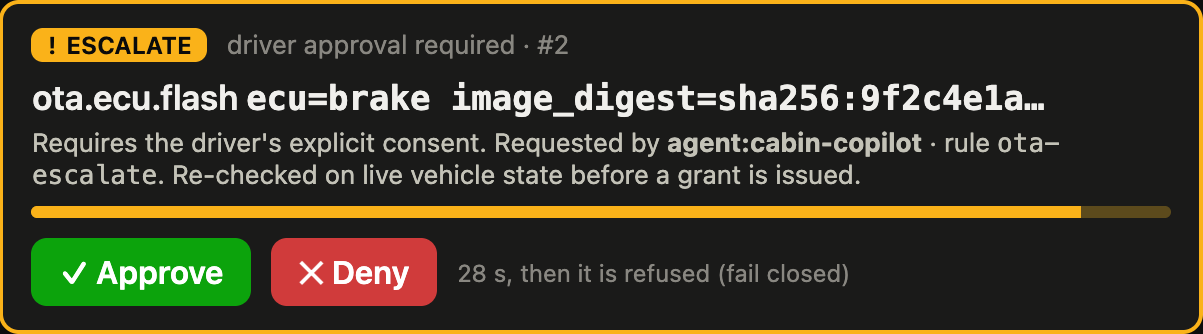 ! ESCALATE driver approval required · #2
ota.ecu.flash ecu=brake image_digest=sha256:9f2c4e1a…
Requires the driver's explicit consent. Requested by agent:cabin-copilot · rule ota-
escalate. Re-checked on live vehicle state before a grant is issued.
✓ Approve ✕ Deny 28 s, then it is refused (fail closed)